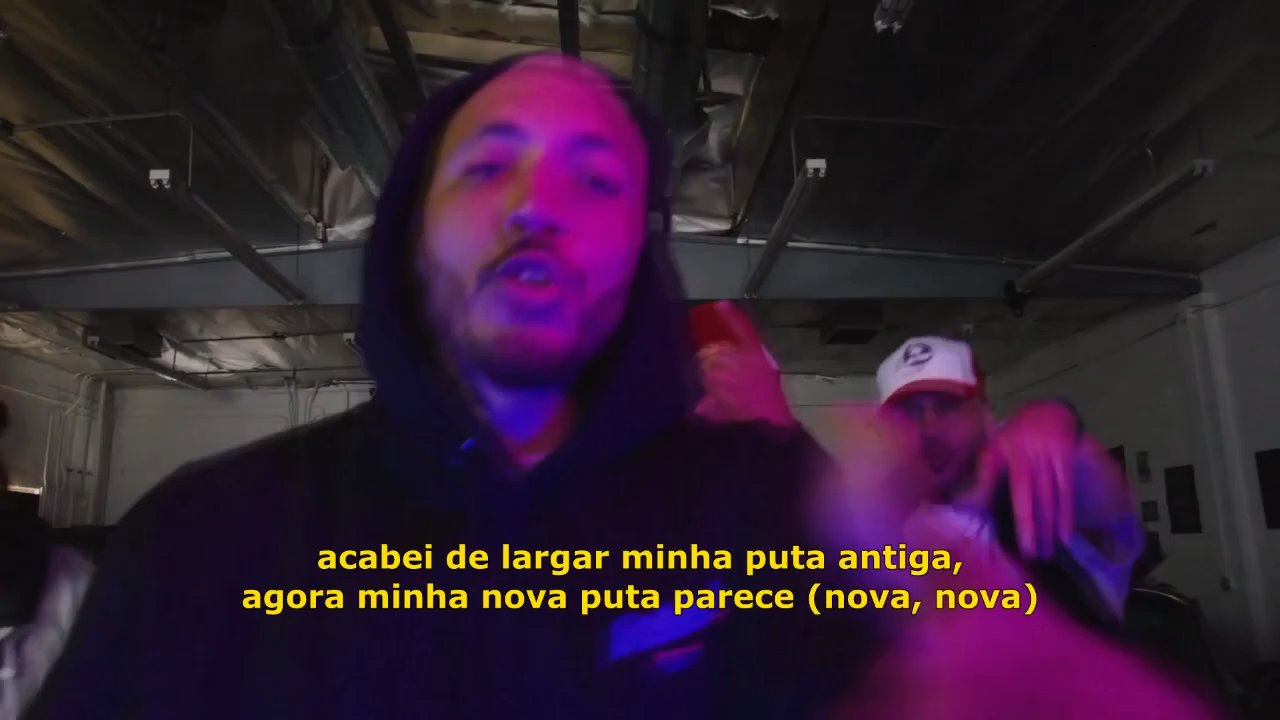 acabei de largar minha puta antiga,
agora minha nova puta parece (nova, nova)